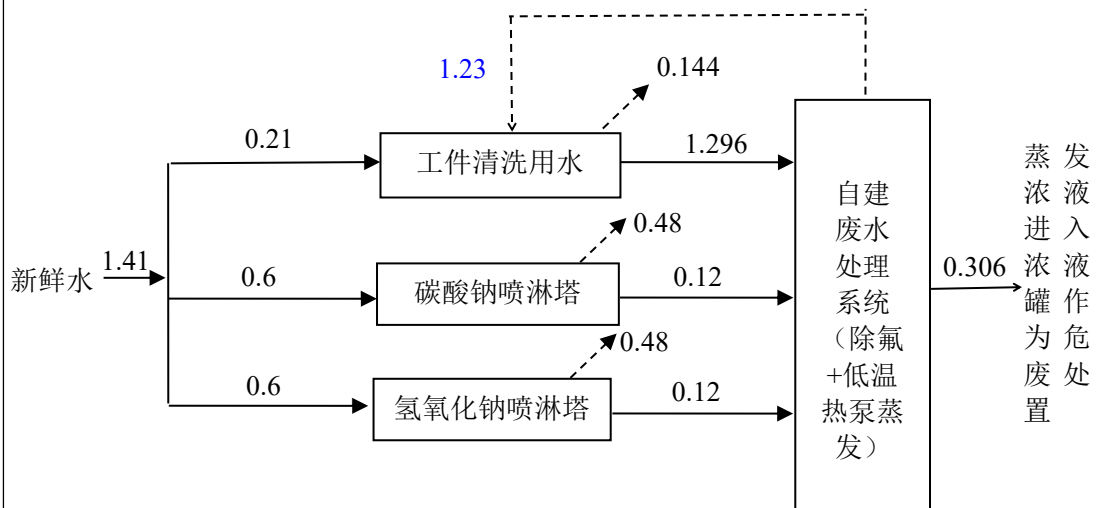 1.23
0.144
0.21
工件清洗用水
1.296
0.48
新鲜水
1.41
0.6
碳酸钠喷淋塔
0.12
0.48
0.6
氢氧化钠喷淋塔
0.12
自建
废水
处理
系统
（除氟
+低温
热泵蒸
发）
0.306
蒸发
浓液
进入
浓液
罐作
为危
废处
置